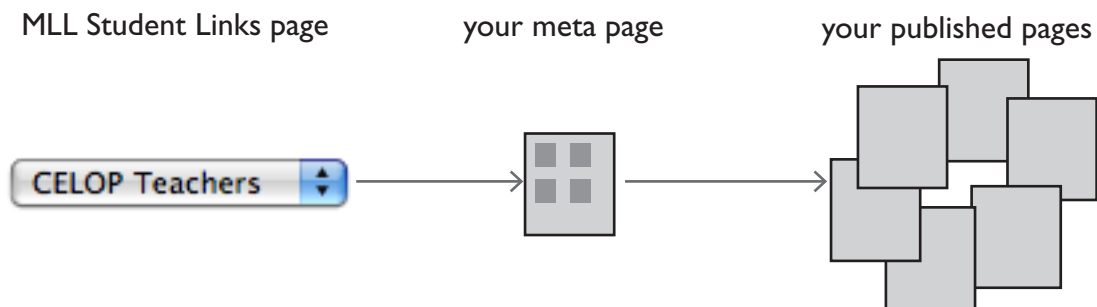 MLL Student Links page
your meta page
your published pages
CELOP Teachers